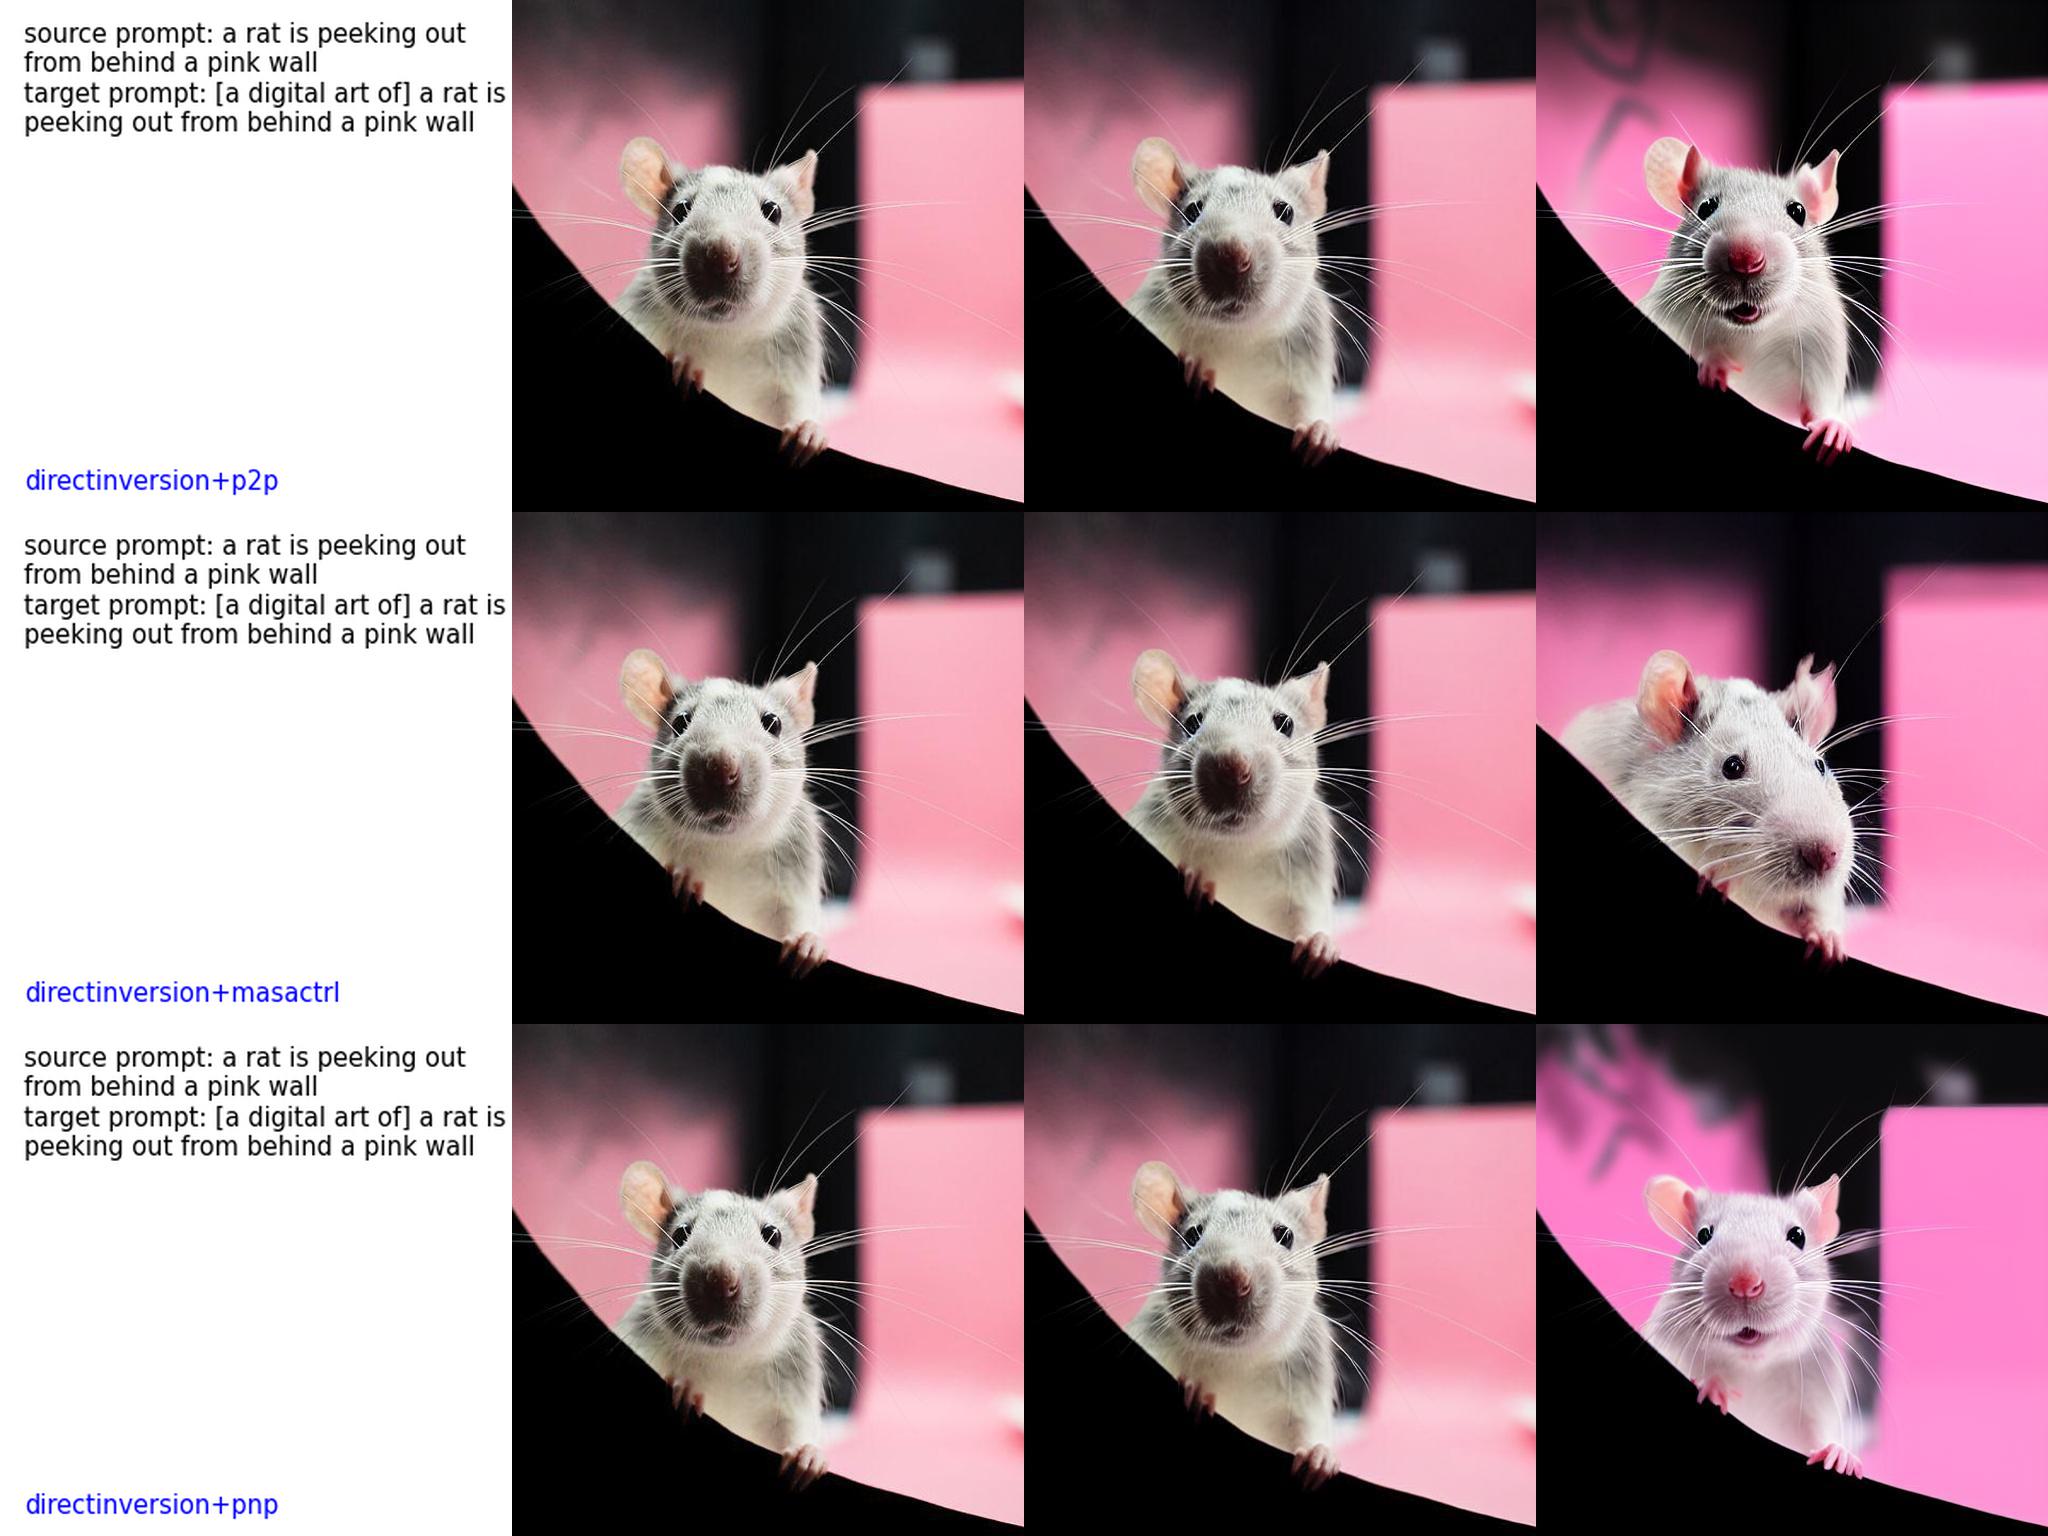 source prompt: a rat is peeking out
from behind a pink wall
target prompt: [a digital art of] a rat is
peeking out from behind a pink wall
directinversion+p2p
source prompt: a rat is peeking out
from behind a pink wall
target prompt: [a digital art of] a rat is
peeking out from behind a pink wall
directinversion+masactrl
source prompt: a rat is peeking out
from behind a pink wall
target prompt: [a digital art of] a rat is
peeking out from behind a pink wall
directinversion+pnp